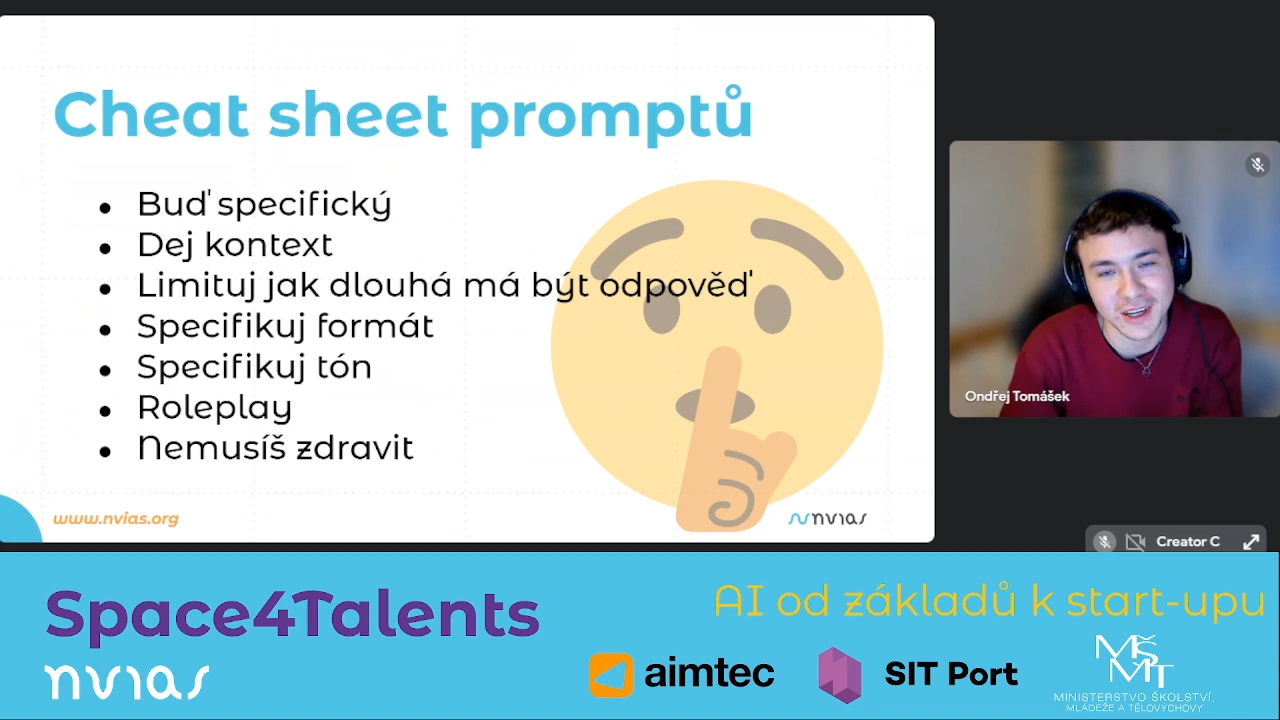 Cheat sheet promptů
Buď specifický
Dej kontext
Limituj jak dlouhá má být odpověď
Specifikuj formát
Specifikuj tón
Roleplay
Nemusíš zdravit
www.nvias.org
nvias
Ondřej Tomášek
Creator C
Space4Talents
AI od základů k start-upu
nvias
aimtec
SIT Port
MŠMT
MINISTERSTVO ŠKOLSTVÍ,
MLÁDEŽE A TĚLOVÝCHOVY